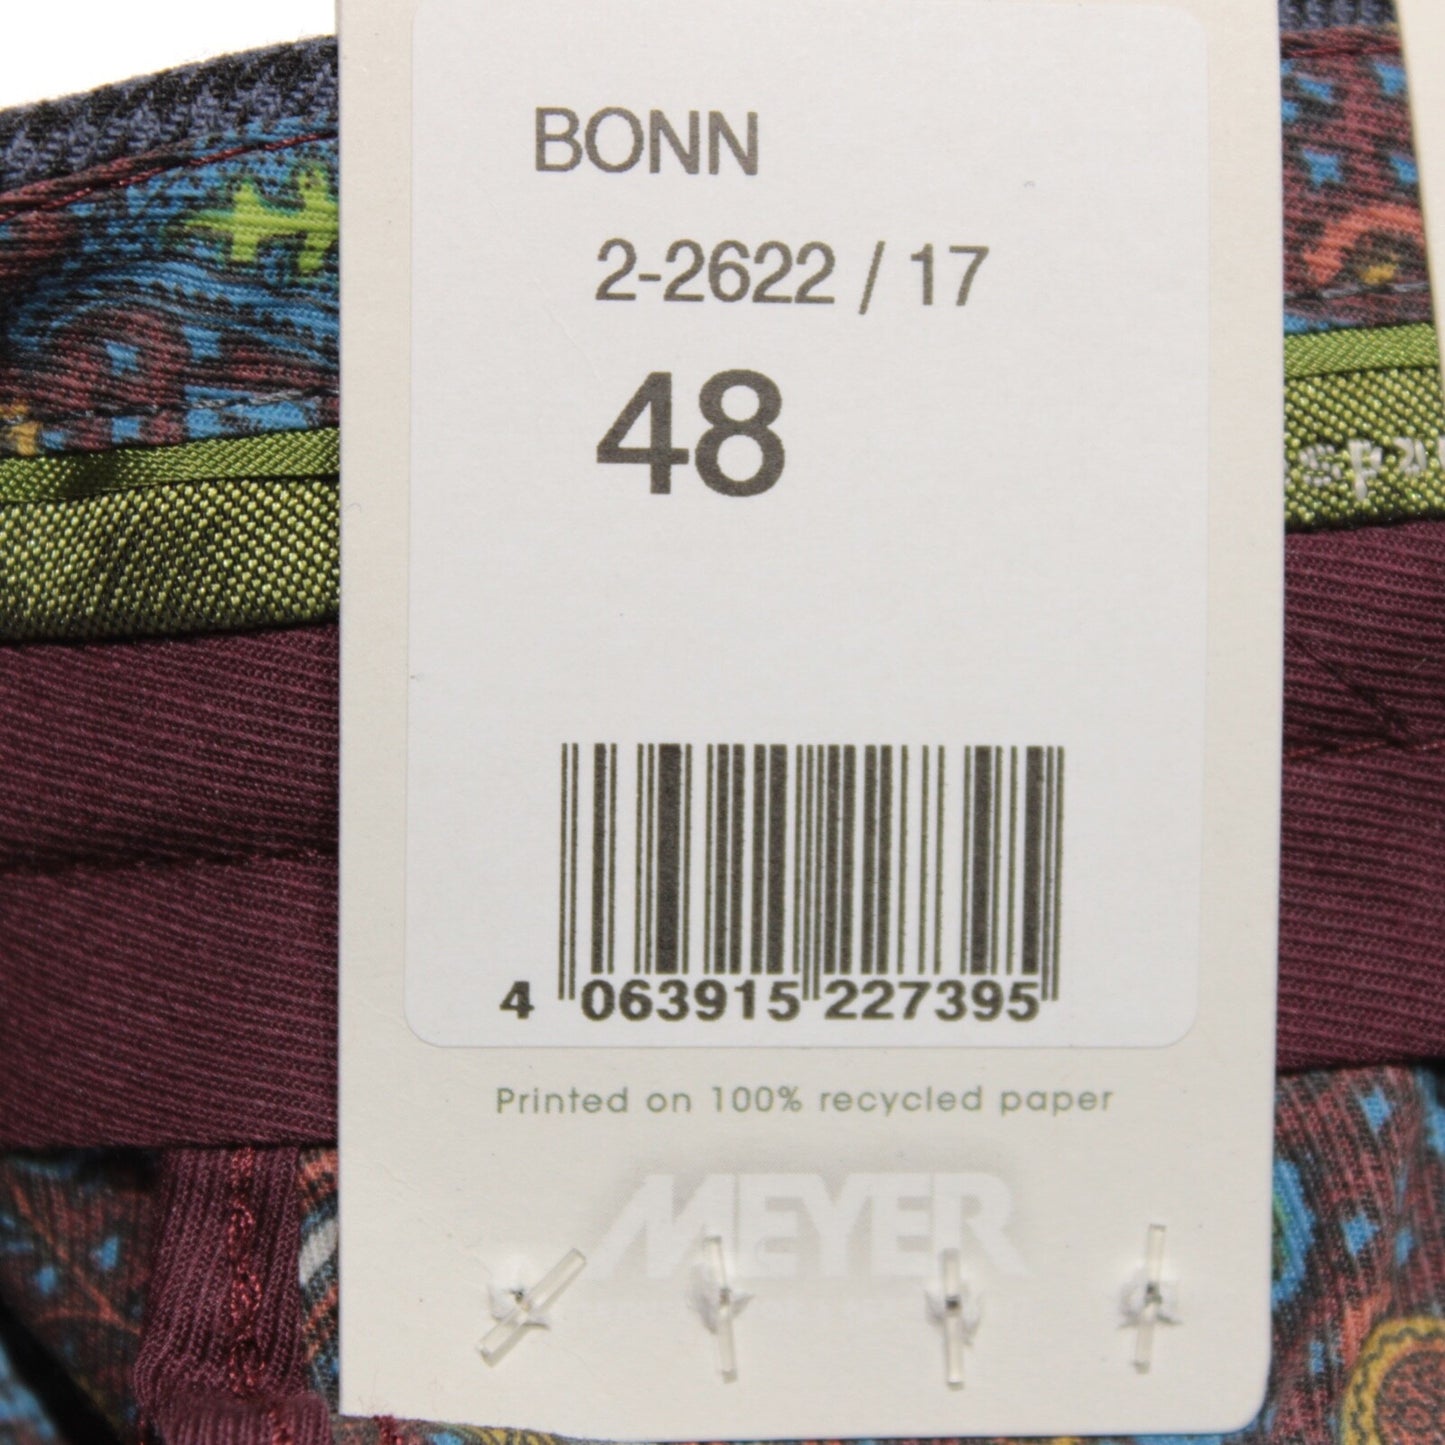 BONN
2-2622 / 17
48
4 063915 227395
Printed on 100% recycled paper
MEYER